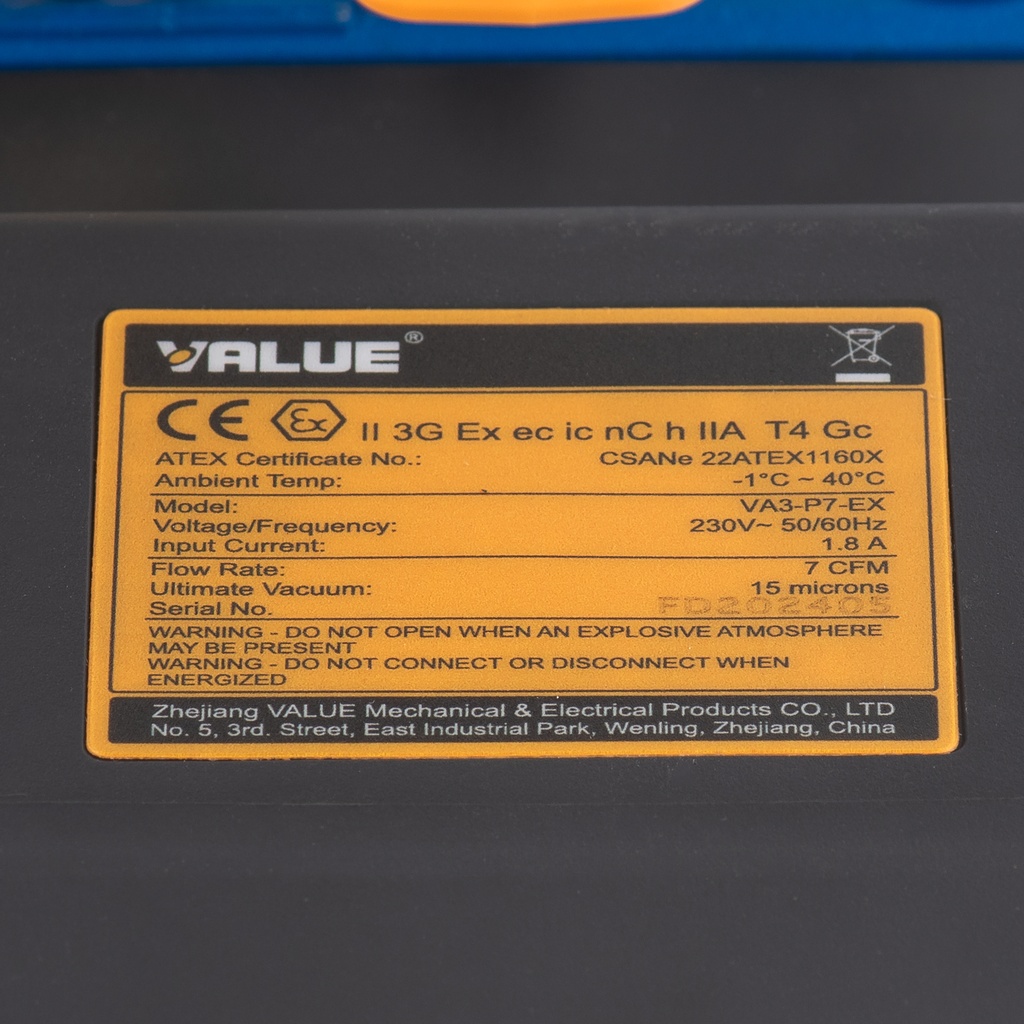 VALUE®
CE Ex II 3G Ex ec ic nC h IIA T4 Gc
ATEX Certificate No.: CSANe 22ATEX1160X
Ambient Temp: -1°C ~ 40°C
Model: VA3-P7-EX
Voltage/Frequency: 230V~ 50/60Hz
Input Current: 1.8 A
Flow Rate: 7 CFM
Ultimate Vacuum: 15 microns
Serial No. FD202405
WARNING - DO NOT OPEN WHEN AN EXPLOSIVE ATMOSPHERE
MAY BE PRESENT
WARNING - DO NOT CONNECT OR DISCONNECT WHEN
ENERGIZED
Zhejiang VALUE Mechanical & Electrical Products CO., LTD
No. 5, 3rd. Street, East Industrial Park, Wenling, Zhejiang, China